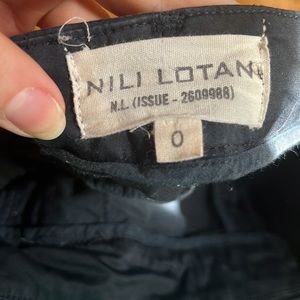 NILI LOTAN
N.L. (ISSUE - 2609988)
0